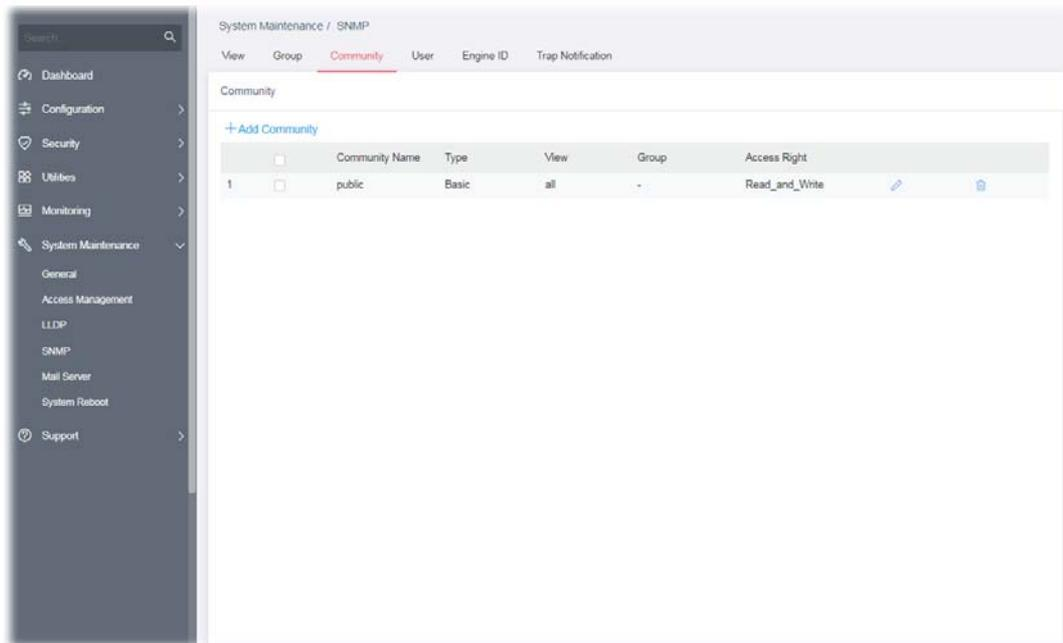 Search...
Dashboard
Configuration
Security
Utilities
Monitoring
System Maintenance
General
Access Management
LLDP
SNMP
Mail Server
System Reboot
Support
System Maintenance / SNMP
View Group Community User Engine ID Trap Notification
Community
+Add Community
Community Name Type View Group Access Right
1 public Basic all - Read_and_Write